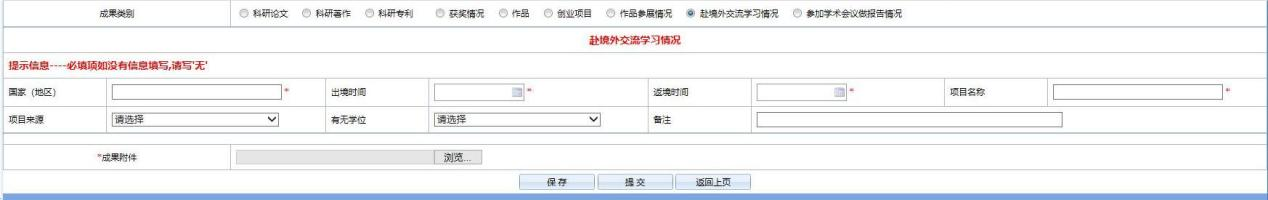 成果类别 科研论文 科研著作 科研专利 获奖情况 作品 创业项目 作品参展情况 赴境外交流学习情况 参加学术会议做报告情况
赴境外交流学习情况
提示信息----必填项如没有信息填写,请写'无'
国家（地区） * 出境时间 * 返境时间 * 项目名称 *
项目来源 请选择 有无学位 请选择 备注
*成果附件 浏览...
保存 提交 返回上页